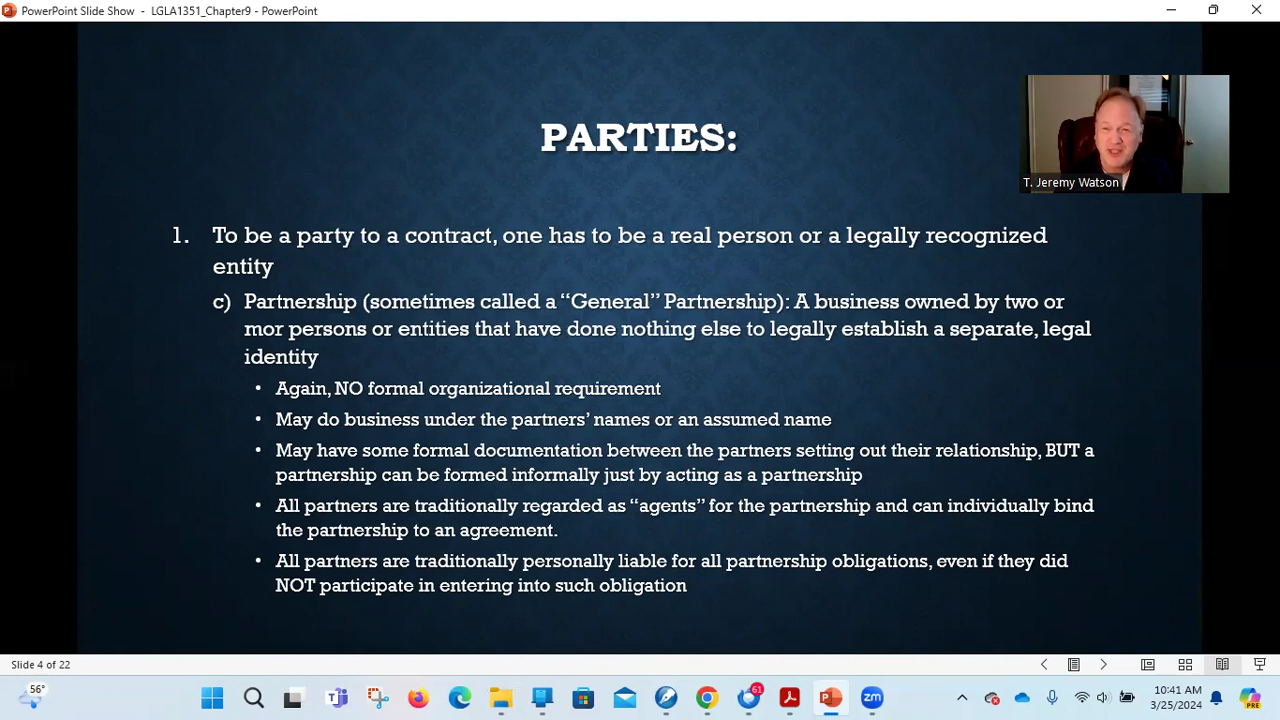 PowerPoint Slide Show - LGLA1351_Chapter9 - PowerPoint
PARTIES:
T. Jeremy Watson
1. To be a party to a contract, one has to be a real person or a legally recognized
entity
c) Partnership (sometimes called a “General” Partnership): A business owned by two or
mor persons or entities that have done nothing else to legally establish a separate, legal
identity
• Again, NO formal organizational requirement
• May do business under the partners’ names or an assumed name
• May have some formal documentation between the partners setting out their relationship, BUT a
partnership can be formed informally just by acting as a partnership
• All partners are traditionally regarded as “agents” for the partnership and can individually bind
the partnership to an agreement.
• All partners are traditionally personally liable for all partnership obligations, even if they did
NOT participate in entering into such obligation
Slide 4 of 22
56°
61
zm
10:41 AM
3/25/2024
PRE